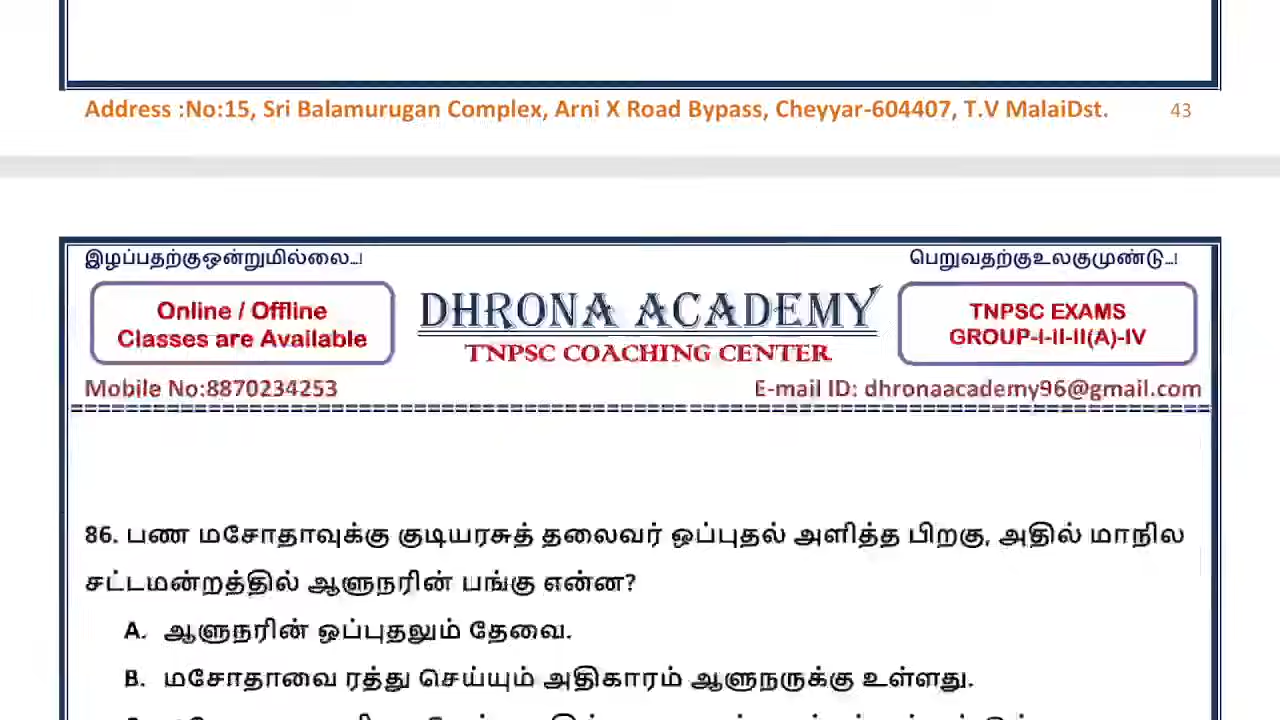 Address :No:15, Sri Balamurugan Complex, Arni X Road Bypass, Cheyyar-604407, T.V MalaiDst. 43
இழப்பதற்குஒன்றுமில்லை...! பெறுவதற்குஉலகுமுண்டு...!
Online / Offline
Classes are Available
DHRONA ACADEMY
TNPSC COACHING CENTER
TNPSC EXAMS
GROUP-I-II-II(A)-IV
Mobile No:8870234253 E-mail ID: dhronaacademy96@gmail.com
86. பண மசோதாவுக்கு குடியரசுத் தலைவர் ஒப்புதல் அளித்த பிறகு, அதில் மாநில
சட்டமன்றத்தில் ஆளுநரின் பங்கு என்ன?
A. ஆளுநரின் ஒப்புதலும் தேவை.
B. மசோதாவை ரத்து செய்யும் அதிகாரம் ஆளுநருக்கு உள்ளது.